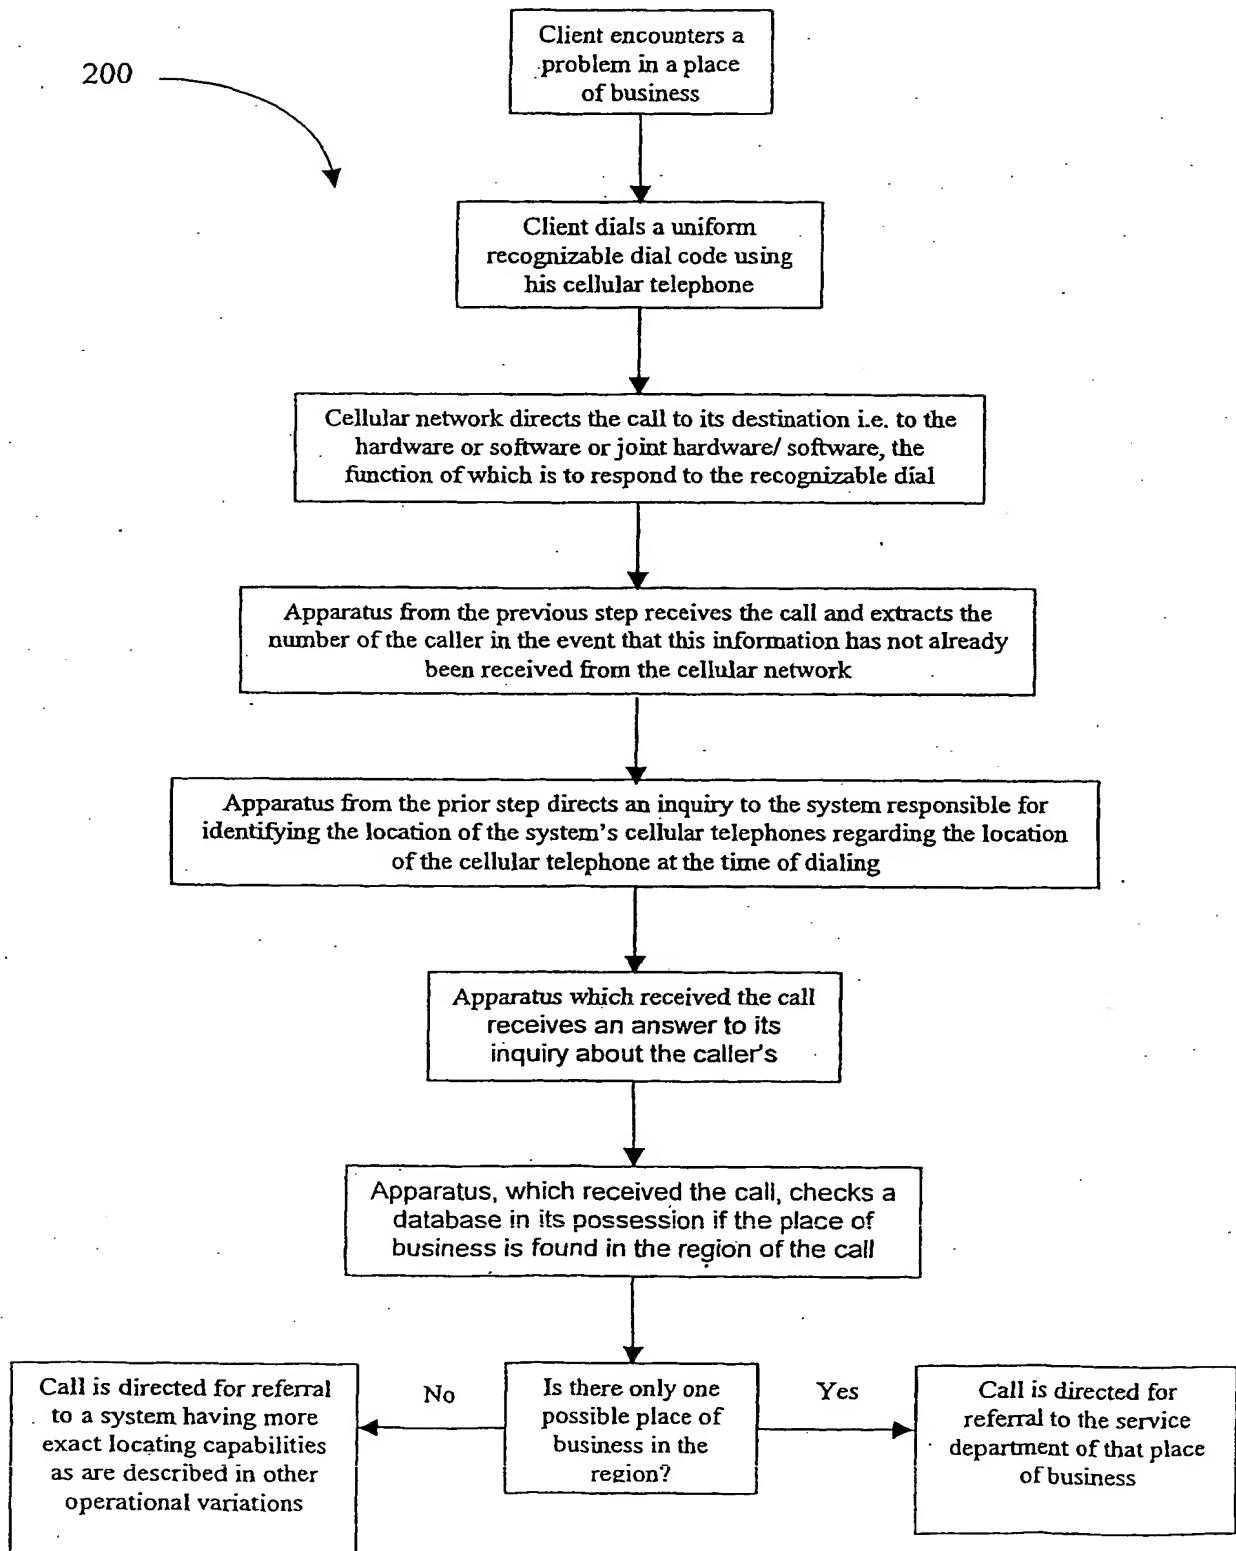 Client encounters a
problem in a place
of business
200
Client dials a uniform
recognizable dial code using
his cellular telephone
Cellular network directs the call to its destination i.e. to the
hardware or software or joint hardware/ software, the
function of which is to respond to the recognizable dial
Apparatus from the previous step receives the call and extracts the
number of the caller in the event that this information has not already
been received from the cellular network
Apparatus from the prior step directs an inquiry to the system responsible for
identifying the location of the system's cellular telephones regarding the location
of the cellular telephone at the time of dialing
Apparatus which received the call
receives an answer to its
inquiry about the caller's
Apparatus, which received the call, checks a
database in its possession if the place of
business is found in the region of the call
Call is directed for referral
to a system having more
exact locating capabilities
as are described in other
operational variations
No
Is there only one
possible place of
business in the
region?
Yes
Call is directed for
referral to the service
department of that place
of business